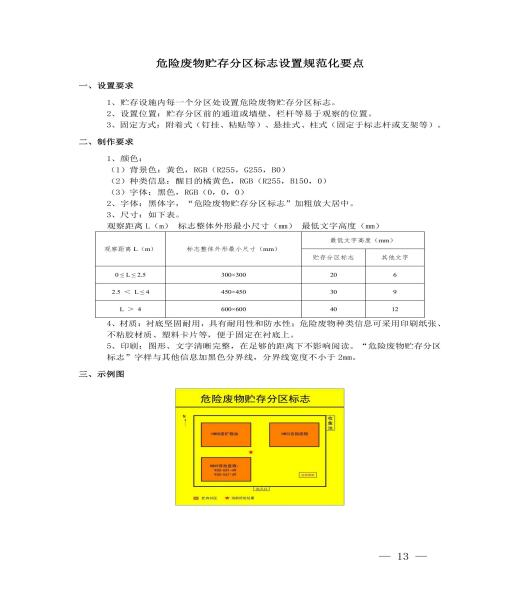 危险废物贮存分区标志设置规范化要点
一、设置要求
1、贮存设施内每一个分区处设置危险废物贮存分区标志。
2、设置位置：贮存分区前的通道或墙壁、栏杆等易于观察的位置。
3、固定方式：附着式（钉挂、粘贴等）、悬挂式、柱式（固定于标志杆或支架等）。
二、制作要求
1、颜色：
（1）背景色：黄色，RGB（R255，G255，B0）
（2）种类信息：醒目的橘黄色，RGB（R255，B150，0）
（3）字体：黑色，RGB（0，0，0）
2、字体：黑体字，“危险废物贮存分区标志”加粗放大居中。
3、尺寸：如下表。
观察距离 L（m） 标志整体外形最小尺寸（mm） 最低文字高度（mm）
观察距离 L（m） 标志整体外形最小尺寸（mm） 最低文字高度（mm）
贮存分区标志 其他文字
0≤L≤2.5 300×300 20 6
2.5 ＜ L≤4 450×450 30 9
L ＞ 4 600×600 40 12
4、材质：衬底坚固耐用，具有耐用性和防水性；危险废物种类信息可采用印刷纸张、
不粘胶材质、塑料卡片等，便于固定在衬底上。
5、印刷：图形、文字清晰完整，在足够的距离下不影响阅读。“危险废物贮存分区
标志”字样与其他信息加黑色分界线，分界线宽度不小于 2mm。
三、示例图
危险废物贮存分区标志
— 13 —